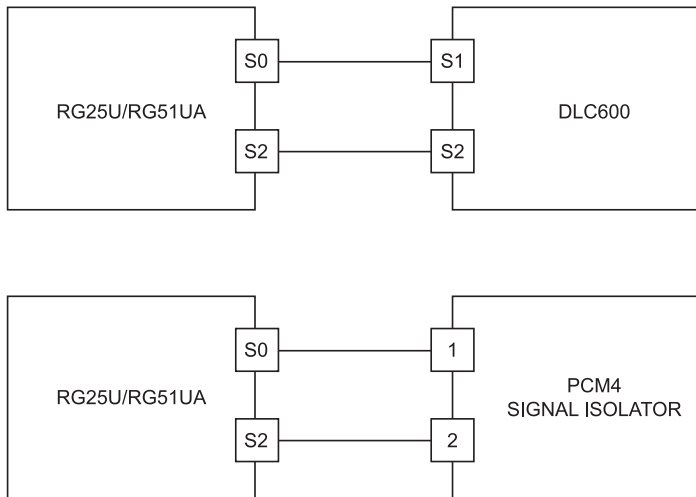 S0
S1
RG25U/RG51UA
DLC600
S2
S2
S0
1
RG25U/RG51UA
PCM4
SIGNAL ISOLATOR
S2
2